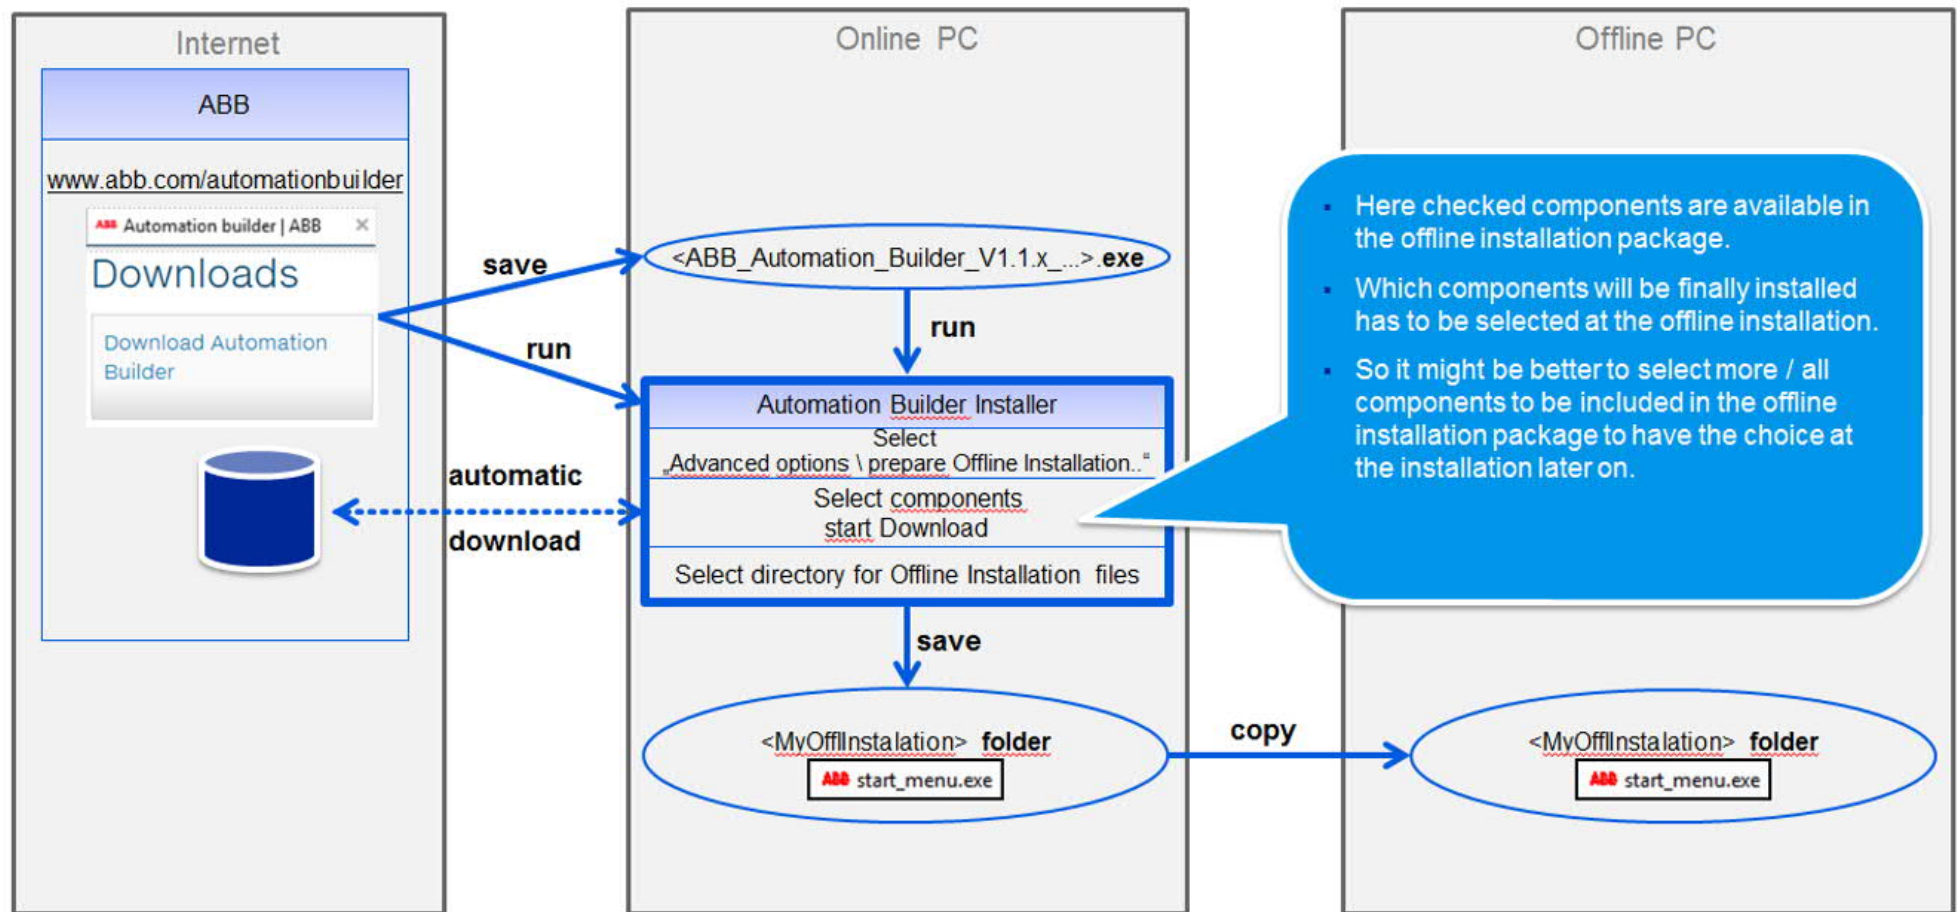 Internet
ABB
www.abb.com/automationbuilder
ABB Automation builder | ABB ×
Downloads
Download Automation
Builder
save
run
automatic
download
Online PC
<ABB_Automation_Builder_V1.1.x_...>.exe
run
Automation Builder Installer
Select
„Advanced options \ prepare Offline Installation..“
Select components
start Download
Select directory for Offline Installation files
save
<MyOfflInstalation> folder
ABB start_menu.exe
copy
Offline PC
▪ Here checked components are available in
the offline installation package.
▪ Which components will be finally installed
has to be selected at the offline installation.
▪ So it might be better to select more / all
components to be included in the offline
installation package to have the choice at
the installation later on.
<MyOfflInstalation> folder
ABB start_menu.exe